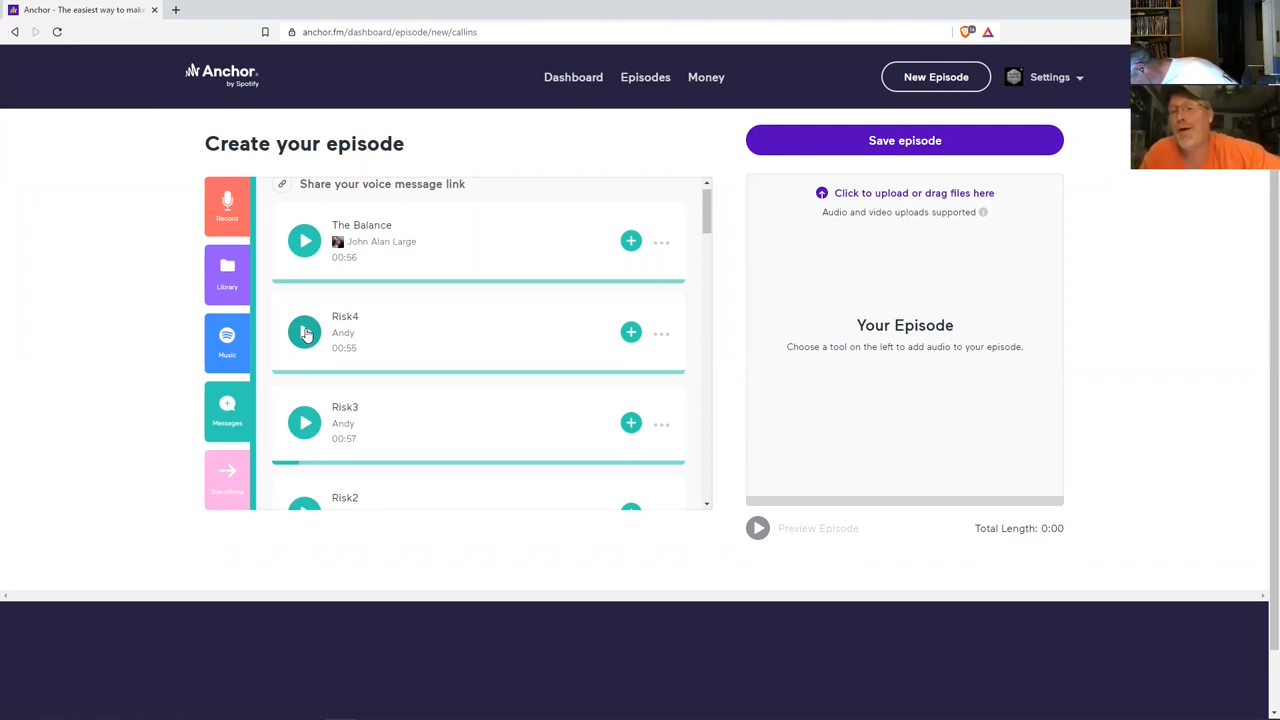 Anchor - The easiest way to mak
anchor.fm/dashboard/episode/new/callins
Anchor
by Spotify
Dashboard
Episodes
Money
New Episode
Settings
Create your episode
Save episode
Record
Library
Music
Messages
Transitions
Share your voice message link
The Balance
John Alan Large
00:56
Risk4
Andy
00:55
Risk3
Andy
00:57
Risk2
Click to upload or drag files here
Audio and video uploads supported
Your Episode
Choose a tool on the left to add audio to your episode.
Preview Episode
Total Length: 0:00